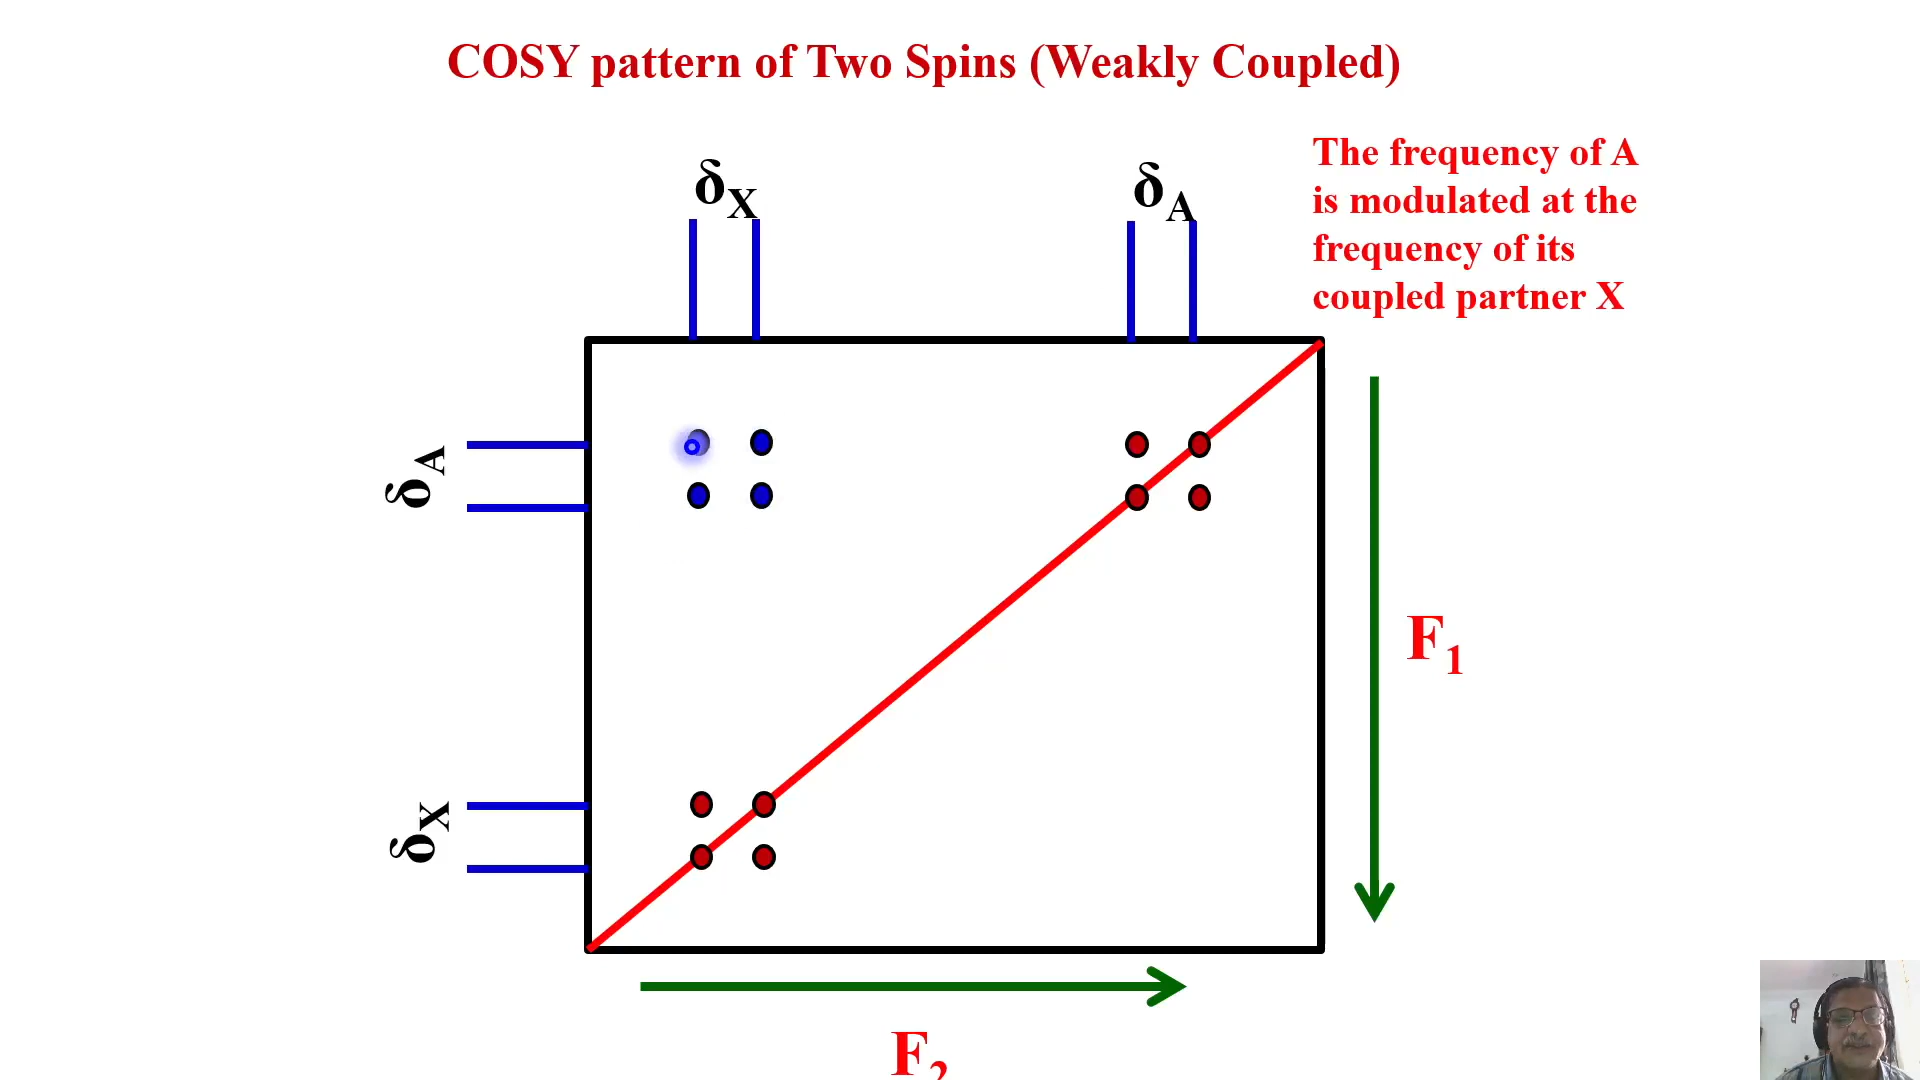 COSY pattern of Two Spins (Weakly Coupled)
δX
δA
The frequency of A
is modulated at the
frequency of its
coupled partner X
δA
F1
δX
F2